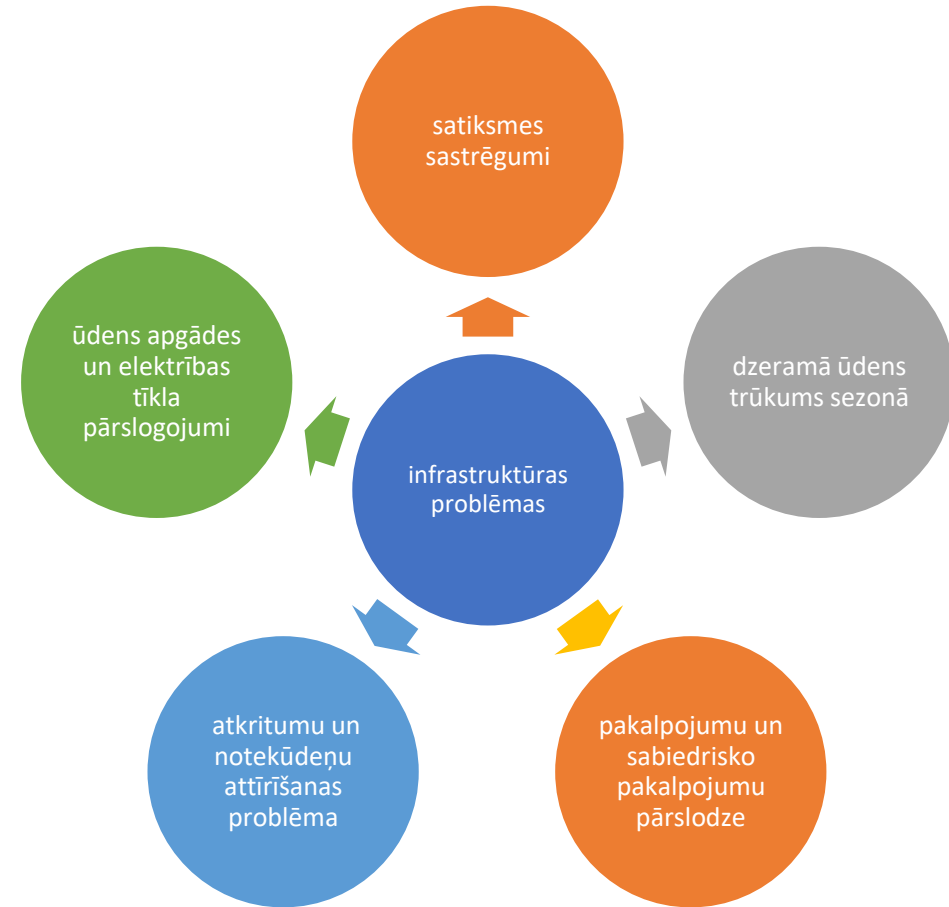 satiksmes
sastrēgumi
ūdens apgādes
un elektrības
tīkla
pārslogojumi
dzeramā ūdens
trūkums sezonā
infrastruktūras
problēmas
atkritumu un
notekūdeņu
attīrīšanas
problēma
pakalpojumu un
sabiedrisko
pakalpojumu
pārslodze